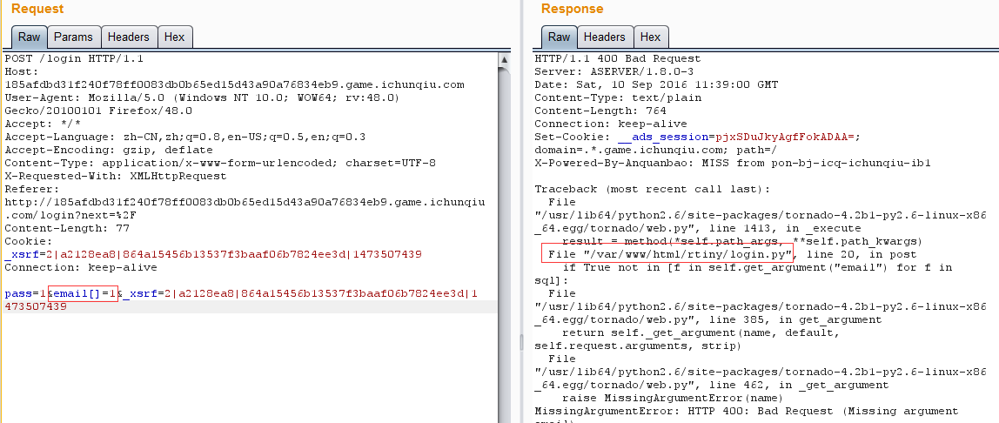 Request
Raw Params Headers Hex
POST /login HTTP/1.1
Host:
185afdbd31f240f78ff0083db0b65ed15d43a90a76834eb9.game.ichunqiu.com
User-Agent: Mozilla/5.0 (Windows NT 10.0; WOW64; rv:48.0)
Gecko/20100101 Firefox/48.0
Accept: */*
Accept-Language: zh-CN,zh;q=0.8,en-US;q=0.5,en;q=0.3
Accept-Encoding: gzip, deflate
Content-Type: application/x-www-form-urlencoded; charset=UTF-8
X-Requested-With: XMLHttpRequest
Referer:
http://185afdbd31f240f78ff0083db0b65ed15d43a90a76834eb9.game.ichunqiu
.com/login?next=%2F
Content-Length: 77
Cookie:
_xsrf=2|a2128ea8|864a15456b13537f3baaf06b7824ee3d|1473507439
Connection: keep-alive
pass=1&email[]=1&_xsrf=2|a2128ea8|864a15456b13537f3baaf06b7824ee3d|1
473507439
Response
Raw Headers Hex
HTTP/1.1 400 Bad Request
Server: ASERVER/1.8.0-3
Date: Sat, 10 Sep 2016 11:39:00 GMT
Content-Type: text/plain
Content-Length: 764
Connection: keep-alive
Set-Cookie: __ads_session=pjxSDuJkyAgfFokADAA=;
domain=.*.game.ichunqiu.com; path=/
X-Powered-By-Anquanbao: MISS from pon-bj-icq-ichunqiu-ib1
Traceback (most recent call last):
File
"/usr/lib64/python2.6/site-packages/tornado-4.2b1-py2.6-linux-x86
_64.egg/tornado/web.py", line 1413, in _execute
result = method(*self.path_args, **self.path_kwargs)
File "/var/www/html/rtiny/login.py", line 20, in post
if True not in [f in self.get_argument("email") for f in
sql]:
File
"/usr/lib64/python2.6/site-packages/tornado-4.2b1-py2.6-linux-x86
_64.egg/tornado/web.py", line 385, in get_argument
return self._get_argument(name, default,
self.request.arguments, strip)
File
"/usr/lib64/python2.6/site-packages/tornado-4.2b1-py2.6-linux-x86
_64.egg/tornado/web.py", line 462, in _get_argument
raise MissingArgumentError(name)
MissingArgumentError: HTTP 400: Bad Request (Missing argument